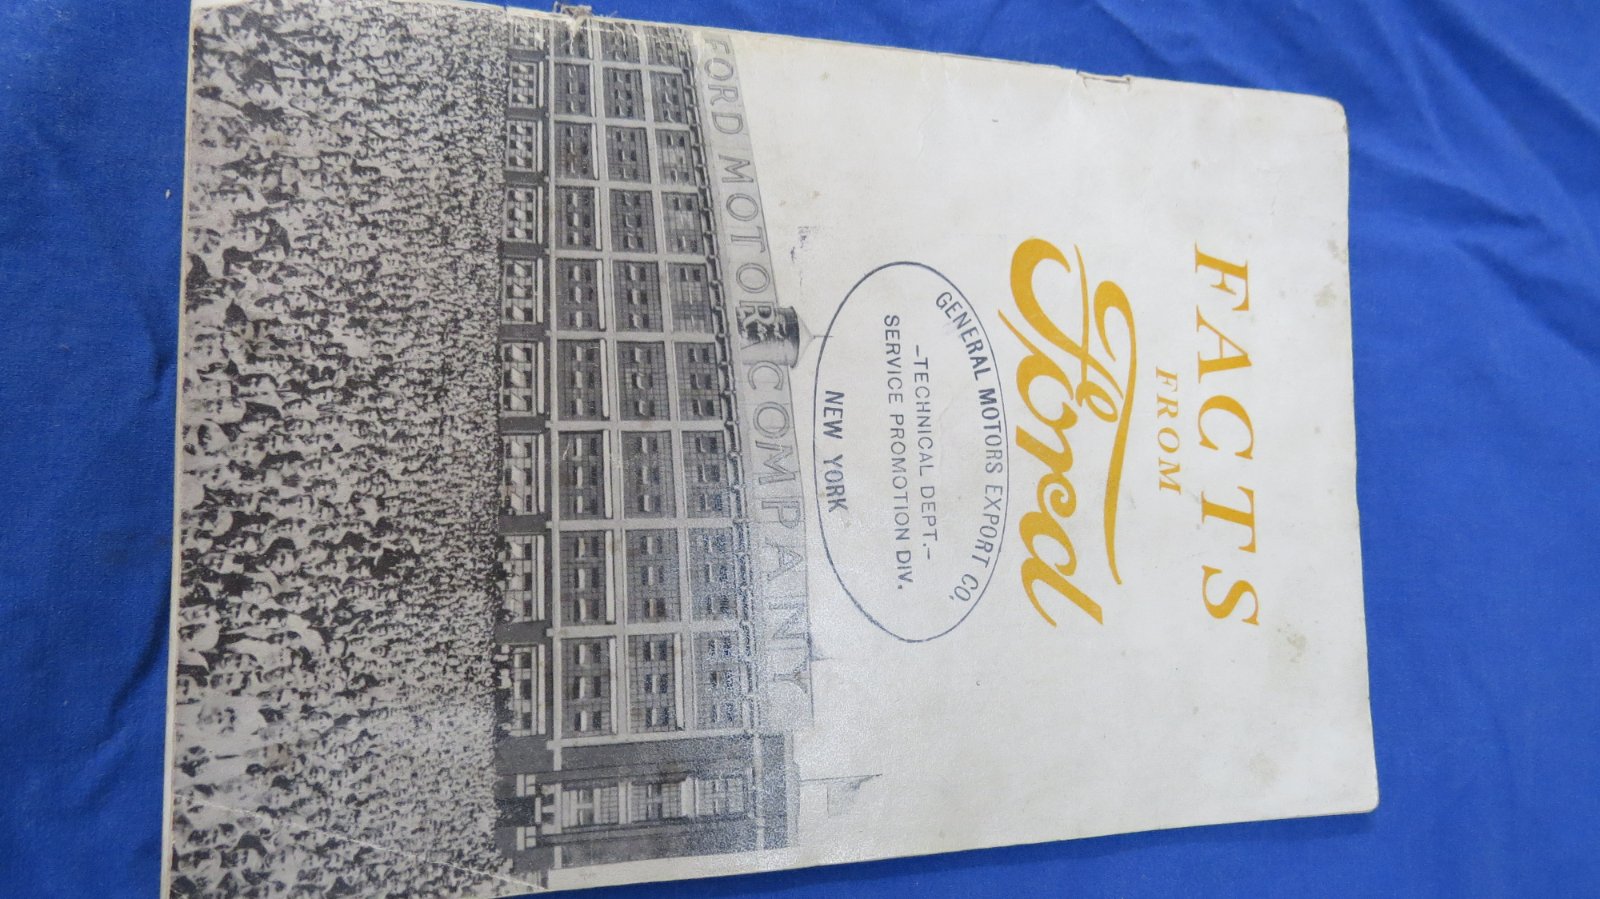 FACTS
FROM
Ford
GENERAL MOTORS EXPORT CO.
-TECHNICAL DEPT.-
SERVICE PROMOTION DIV.
NEW YORK
FORD MOTOR COMPANY